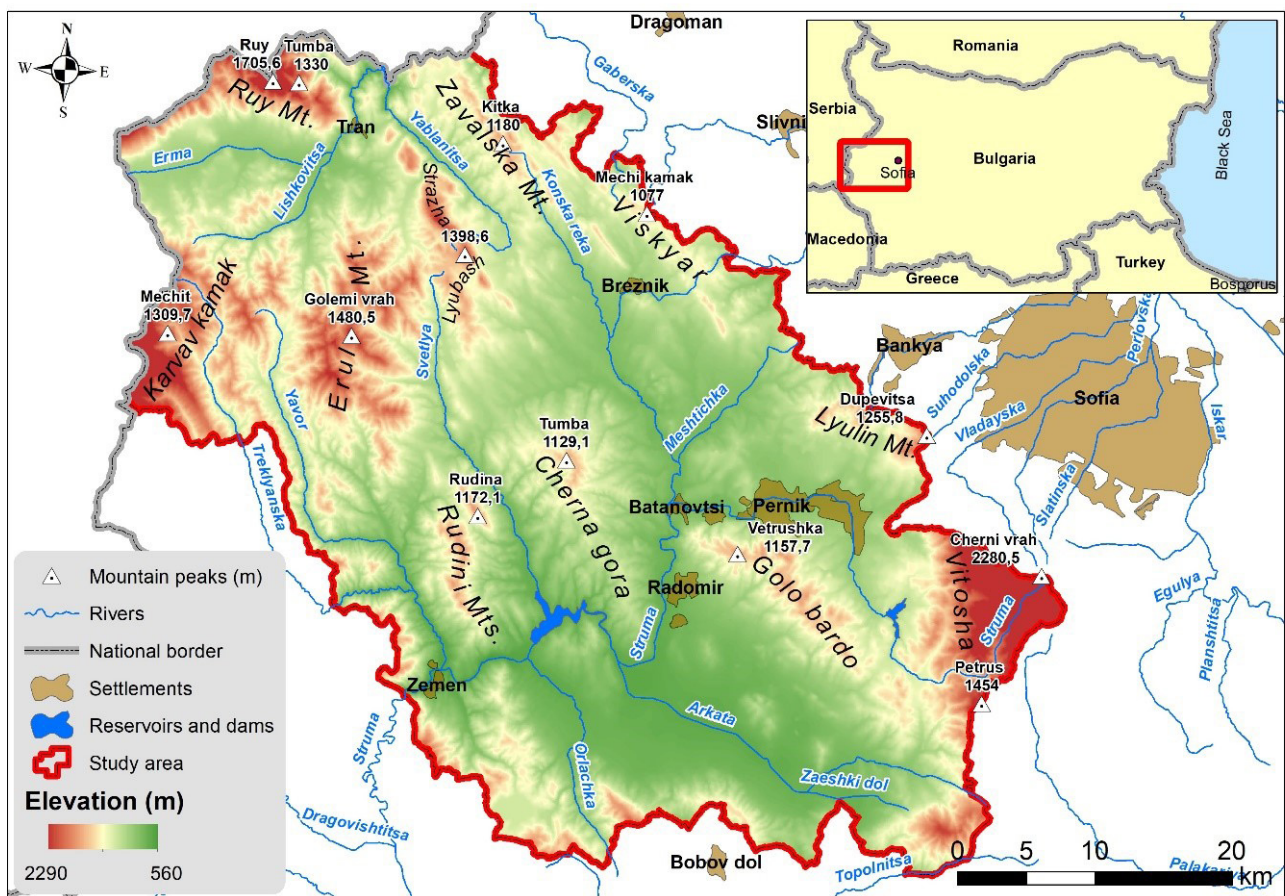 N
W
E
S
Dragoman
Ruy
1705,6
Tumba
1330
Ruy Mt.
Tran
Erma
Lishkovitsa
Yablanitsa
Zavalska Mt.
Kitka
1180
Gaberska
Slivni
Konska reka
Mechi kamak
1077
Viskyar
Strazha
1398,6
Lyubash
Breznik
Mechit
1309,7
Karvav kamak
Golemi vrah
1480,5
Erul Mt.
Svetlya
Yavor
Treklyanska
Meshtichka
Bankya
Suhodolska
Perlovska
Sofia
Vladayska
Slatinska
Iskar
Dupevitsa
1255,8
Lyulin Mt.
Tumba
1129,1
Cherna gora
Rudina
1172,1
Rudini Mts.
Batanovtsi
Pernik
Vetrushka
1157,7
Golo bardo
Radomir
Struma
Cherni vrah
2280,5
Vitosha
Struma
Petrus
1454
Egulya
Planshtitsa
Zemen
Struma
Arkata
Orlachka
Zaeshki dol
Dragovishtitsa
Bobov dol
Topolnitsa
Palakariya
0 5 10 20
km
Romania
Serbia
Bulgaria
Sofia
Black Sea
Macedonia
Greece
Turkey
Bosporus
Mountain peaks (m)
Rivers
National border
Settlements
Reservoirs and dams
Study area
Elevation (m)
2290 560